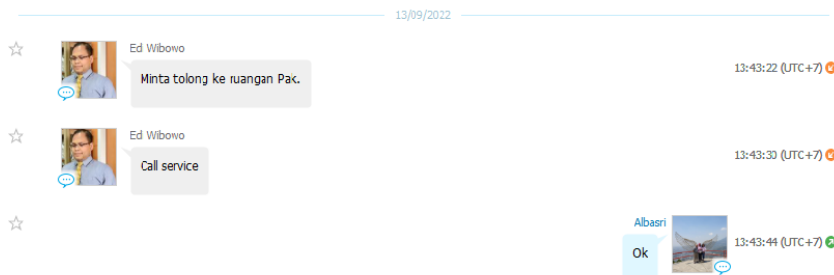 13/09/2022
Ed Wibowo
Minta tolong ke ruangan Pak.
13:43:22 (UTC+7)
Ed Wibowo
Call service
13:43:30 (UTC+7)
Albasri
Ok
13:43:44 (UTC+7)